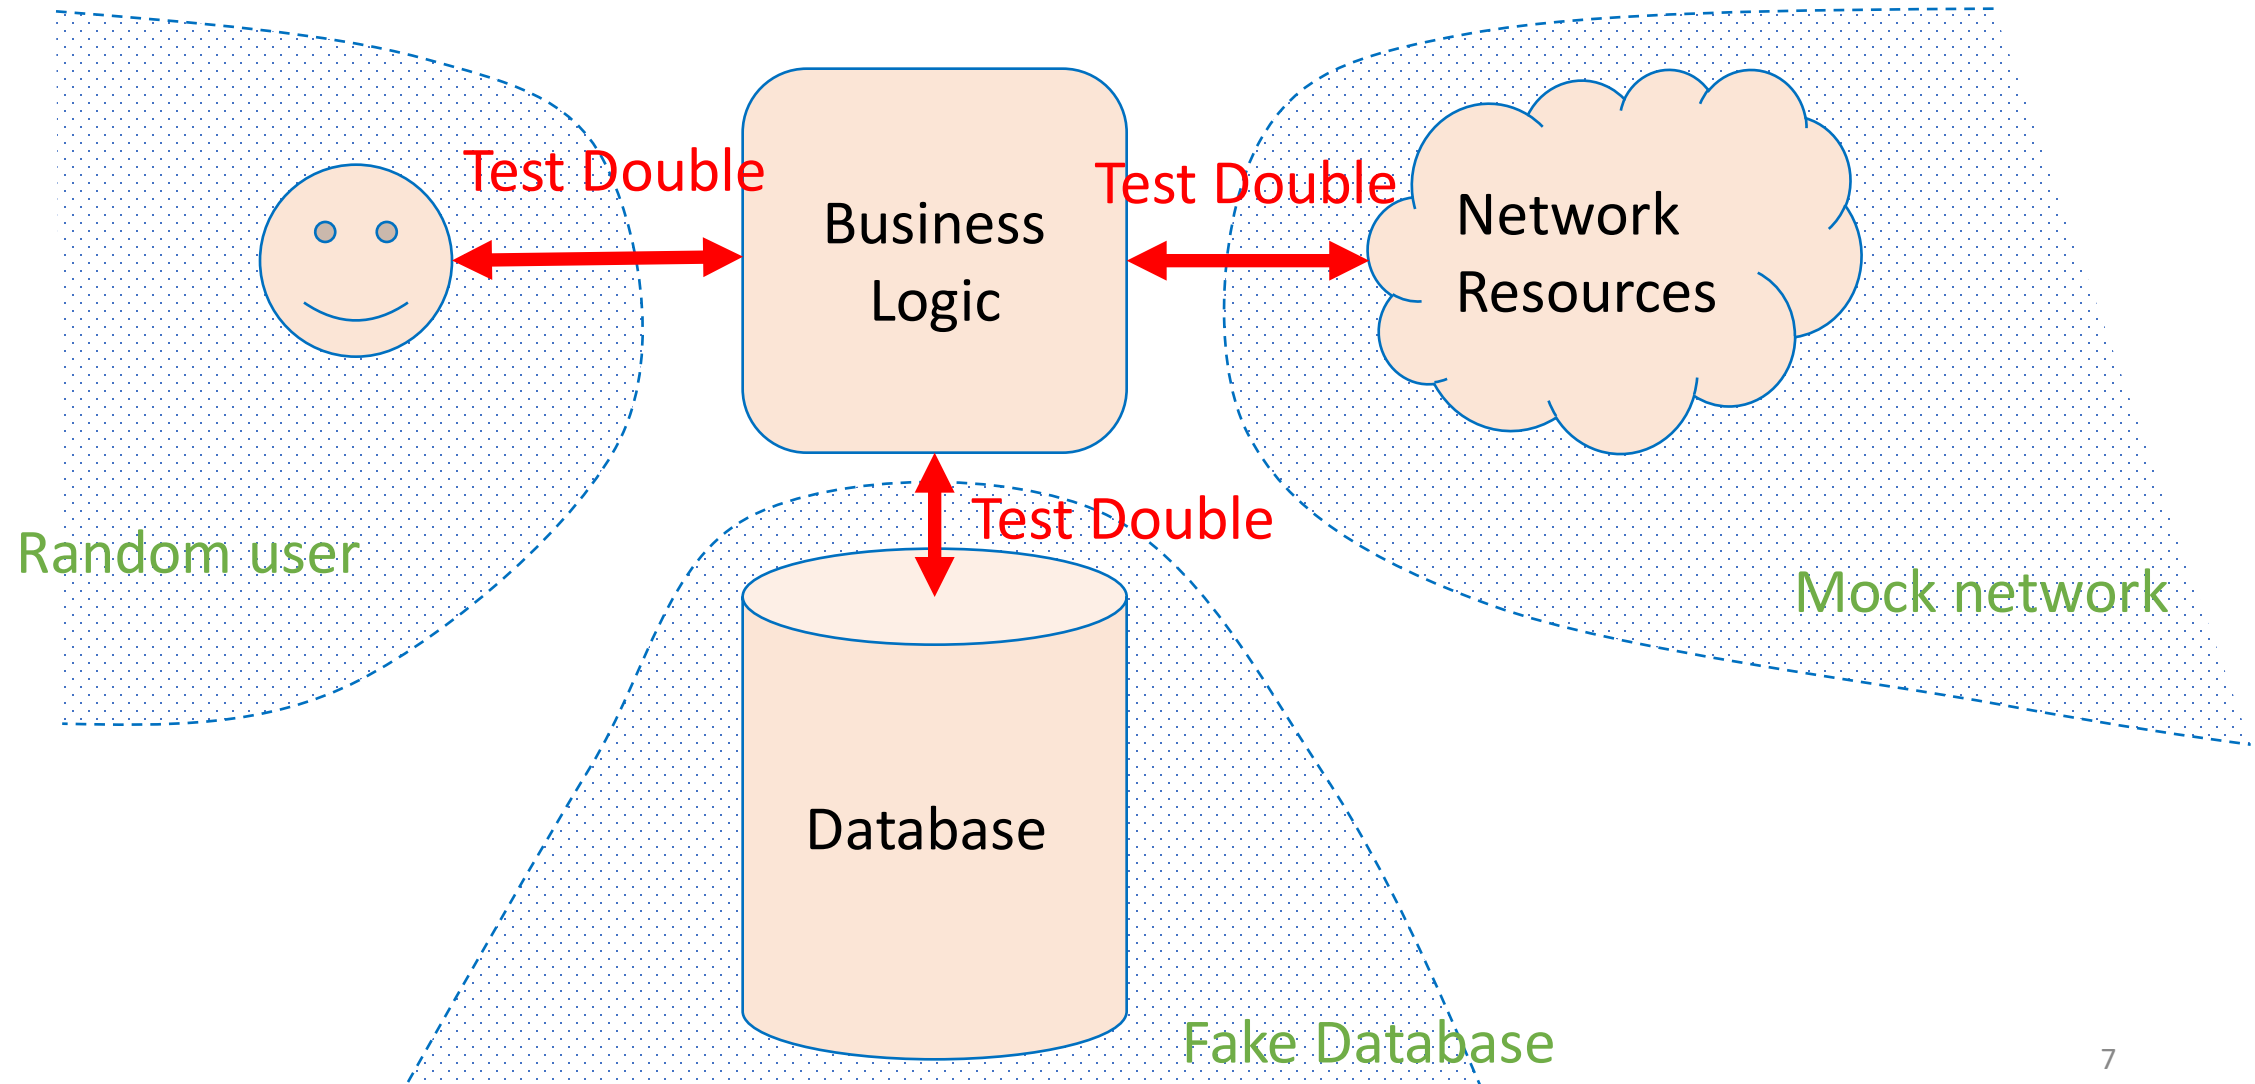 Test Double
Test Double
Business
Logic
Network
Resources
Test Double
Random user
Mock network
Database
Fake Database
7